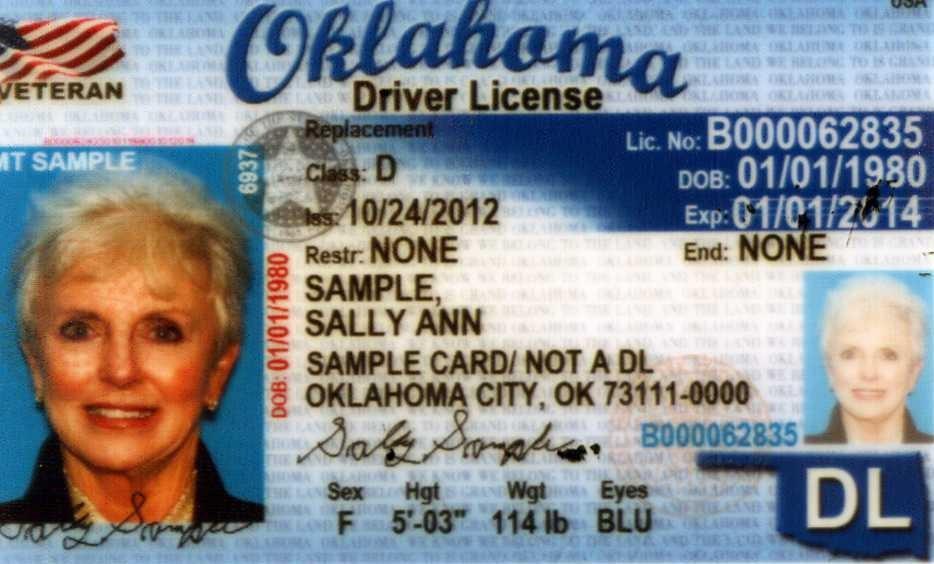 USA
Oklahoma
VETERAN
Driver License
MT SAMPLE
6937
Replacement
Lic. No: B000062835
Class: D
DOB: 01/01/1980
Iss: 10/24/2012
Exp: 01/01/2014
Restr: NONE
End: NONE
DOB: 01/01/1980
SAMPLE,
SALLY ANN
SAMPLE CARD/ NOT A DL
OKLAHOMA CITY, OK 73111-0000
Sally Sample
B000062835
Sex Hgt Wgt Eyes
F 5'-03" 114 lb BLU
DL
Sally Sample